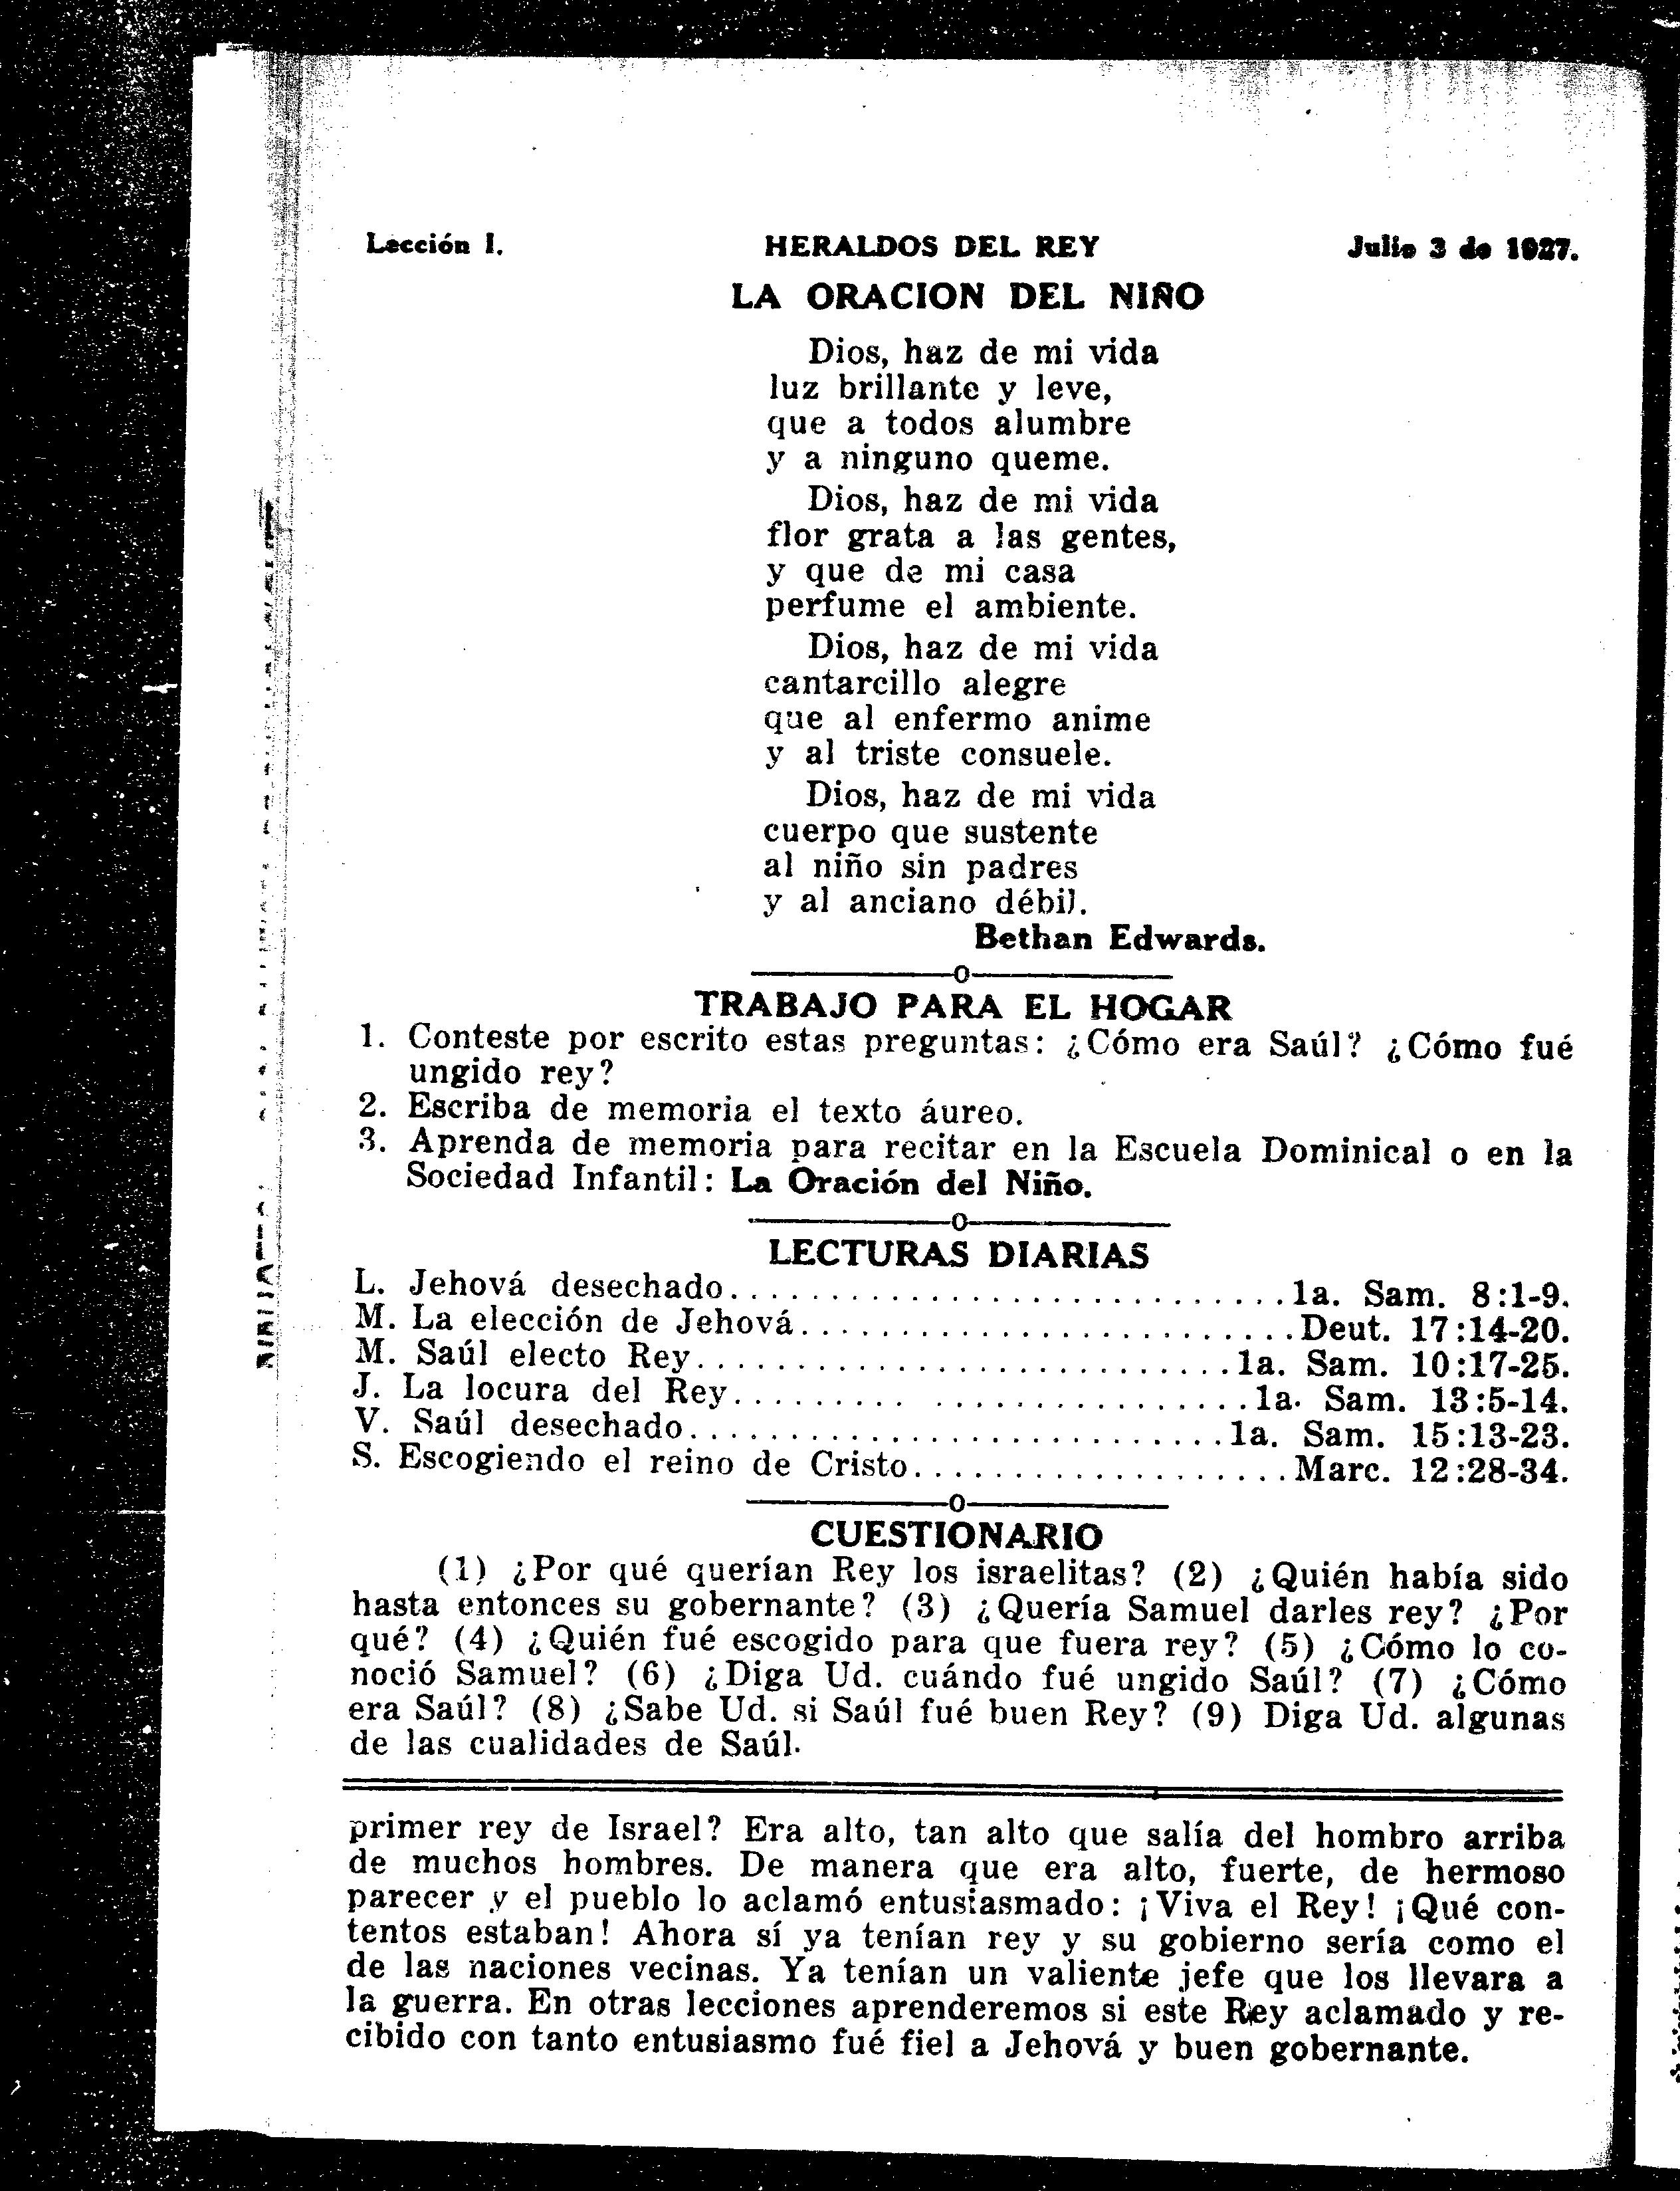 Lección I. HERALDOS DEL REY Julio 3 de 1927.
LA ORACION DEL NIÑO
Dios, haz de mi vida
luz brillante y leve,
que a todos alumbre
y a ninguno queme.
Dios, haz de mi vida
flor grata a las gentes,
y que de mi casa
perfume el ambiente.
Dios, haz de mi vida
cantarcillo alegre
que al enfermo anime
y al triste consuele.
Dios, haz de mi vida
cuerpo que sustente
al niño sin padres
y al anciano débil.
Bethan Edwards.
TRABAJO PARA EL HOGAR
1. Conteste por escrito estas preguntas: ¿Cómo era Saúl? ¿Cómo fué
ungido rey?
2. Escriba de memoria el texto áureo.
3. Aprenda de memoria para recitar en la Escuela Dominical o en la
Sociedad Infantil: La Oración del Niño.
LECTURAS DIARIAS
L. Jehová desechado............................1a. Sam. 8:1-9.
M. La elección de Jehová.........................Deut. 17:14-20.
M. Saúl electo Rey...........................1a. Sam. 10:17-25.
J. La locura del Rey......... ................1a. Sam. 13:5-14.
V. Saúl desechado...........................1a. Sam. 15:13-23.
S. Escogiendo el reino de Cristo...................Marc. 12:28-34.
CUESTIONARIO
(1) ¿Por qué querían Rey los israelitas? (2) ¿Quién había sido
hasta entonces su gobernante? (3) ¿Quería Samuel darles rey? ¿Por
qué? (4) ¿Quién fué escogido para que fuera rey? (5) ¿Cómo lo co-
noció Samuel? (6) ¿Diga Ud. cuándo fué ungido Saúl? (7) ¿Cómo
era Saúl? (8) ¿Sabe Ud. si Saúl fué buen Rey? (9) Diga Ud. algunas
de las cualidades de Saúl.
primer rey de Israel? Era alto, tan alto que salía del hombro arriba
de muchos hombres. De manera que era alto, fuerte, de hermoso
parecer y el pueblo lo aclamó entusiasmado: ¡Viva el Rey! ¡Qué con-
tentos estaban! Ahora sí ya tenían rey y su gobierno sería como el
de las naciones vecinas. Ya tenían un valiente jefe que los llevara a
la guerra. En otras lecciones aprenderemos si este Rey aclamado y re-
cibido con tanto entusiasmo fué fiel a Jehová y buen gobernante.